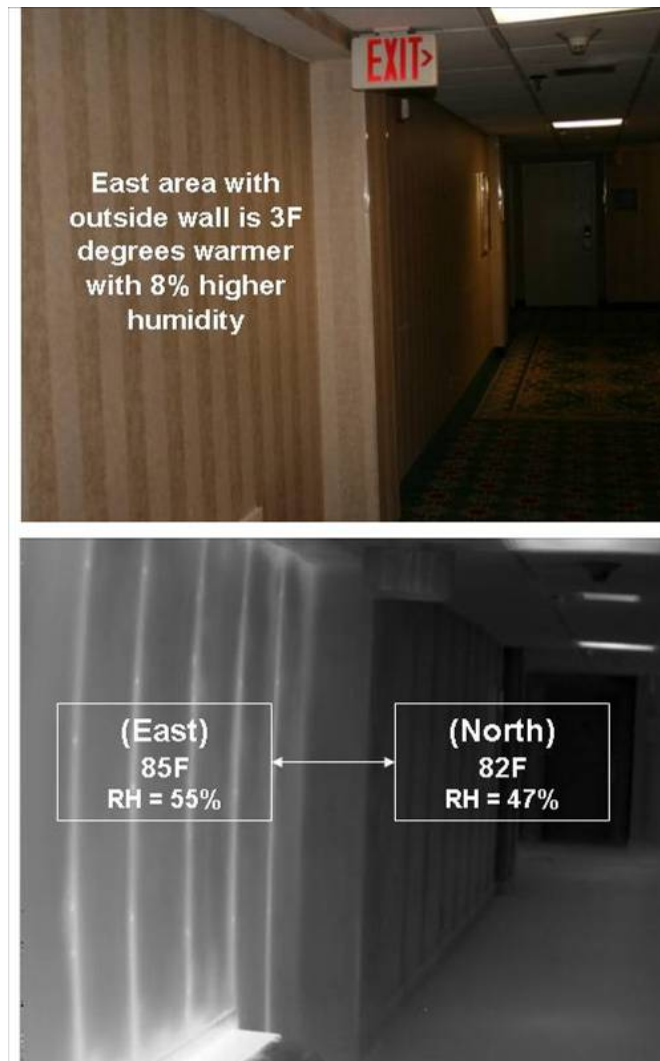 EXIT>
East area with
outside wall is 3F
degrees warmer
with 8% higher
humidity
(East)
85F
RH = 55%
(North)
82F
RH = 47%